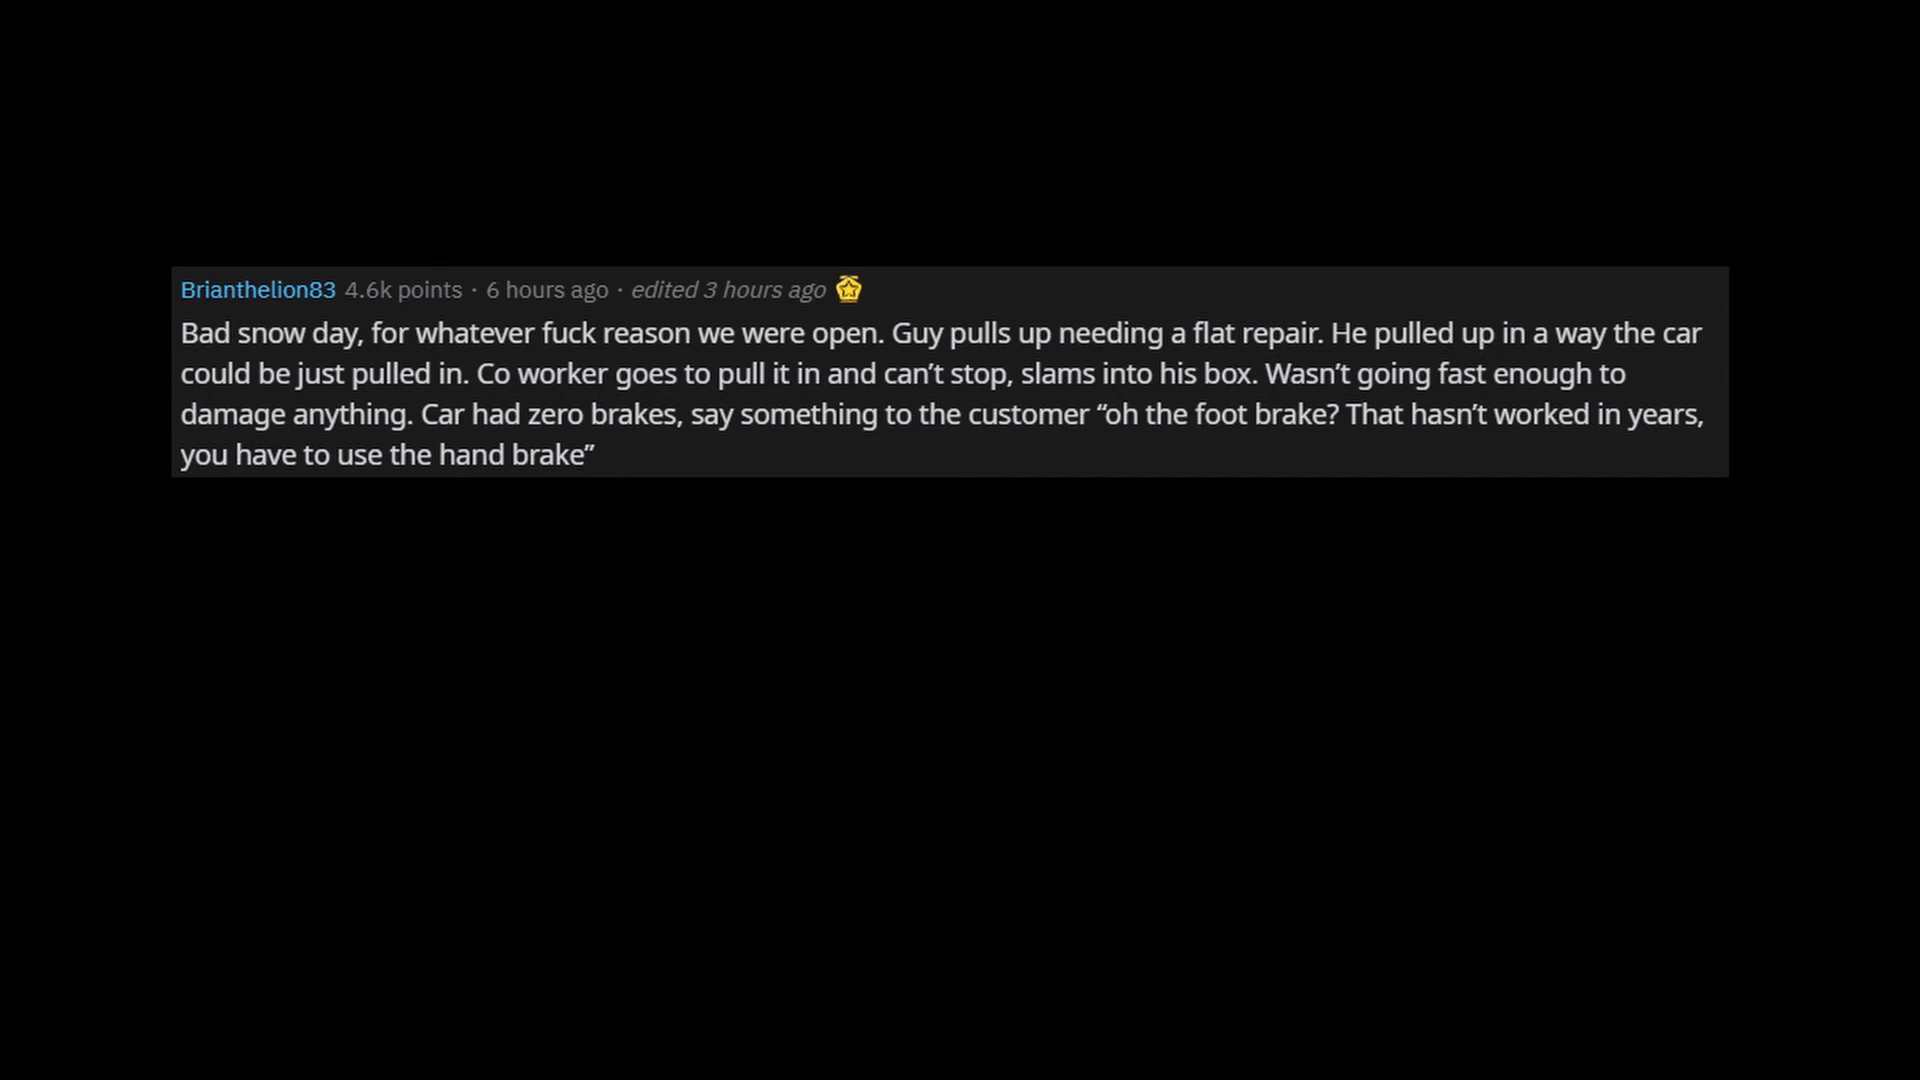 Brianthelion83 4.6k points · 6 hours ago · edited 3 hours ago
Bad snow day, for whatever fuck reason we were open. Guy pulls up needing a flat repair. He pulled up in a way the car
could be just pulled in. Co worker goes to pull it in and can’t stop, slams into his box. Wasn’t going fast enough to
damage anything. Car had zero brakes, say something to the customer “oh the foot brake? That hasn’t worked in years,
you have to use the hand brake”